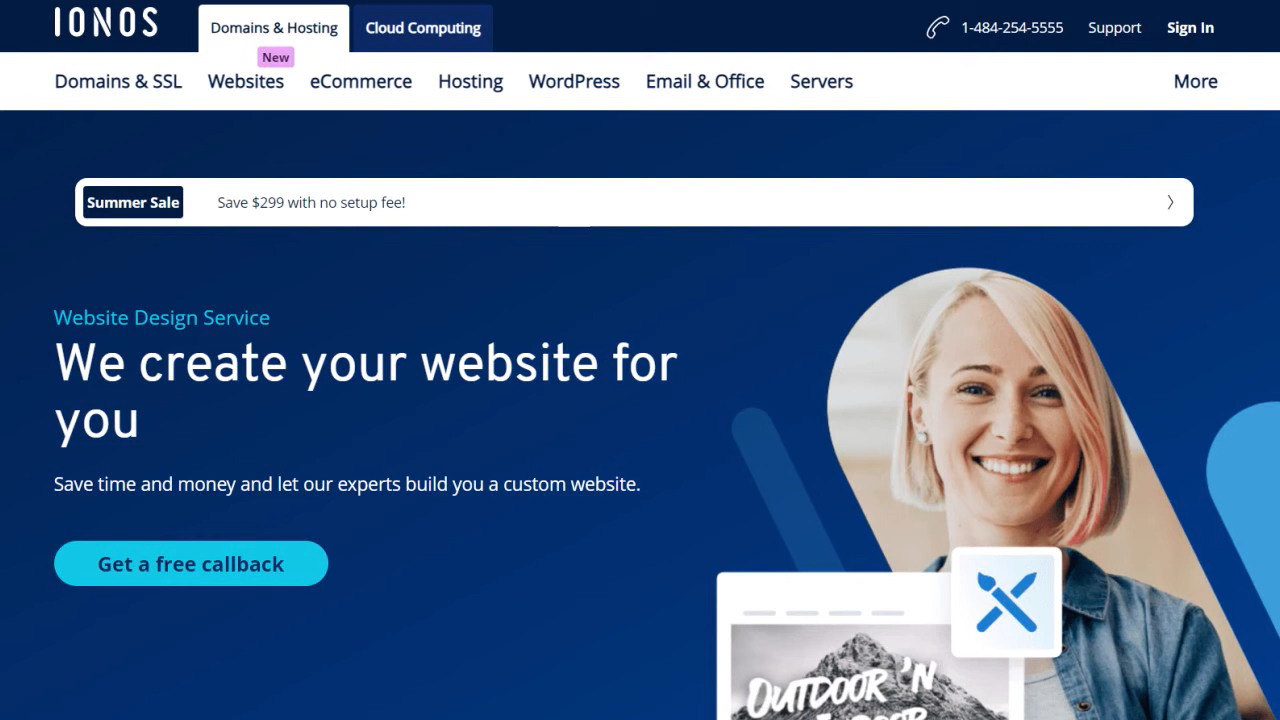 IONOS
Domains & Hosting
Cloud Computing
1-484-254-5555
Support
Sign In
New
Domains & SSL
Websites
eCommerce
Hosting
WordPress
Email & Office
Servers
More
Summer Sale
Save $299 with no setup fee!
Website Design Service
We create your website for
you
Save time and money and let our experts build you a custom website.
Get a free callback
OUTDOOR 'N